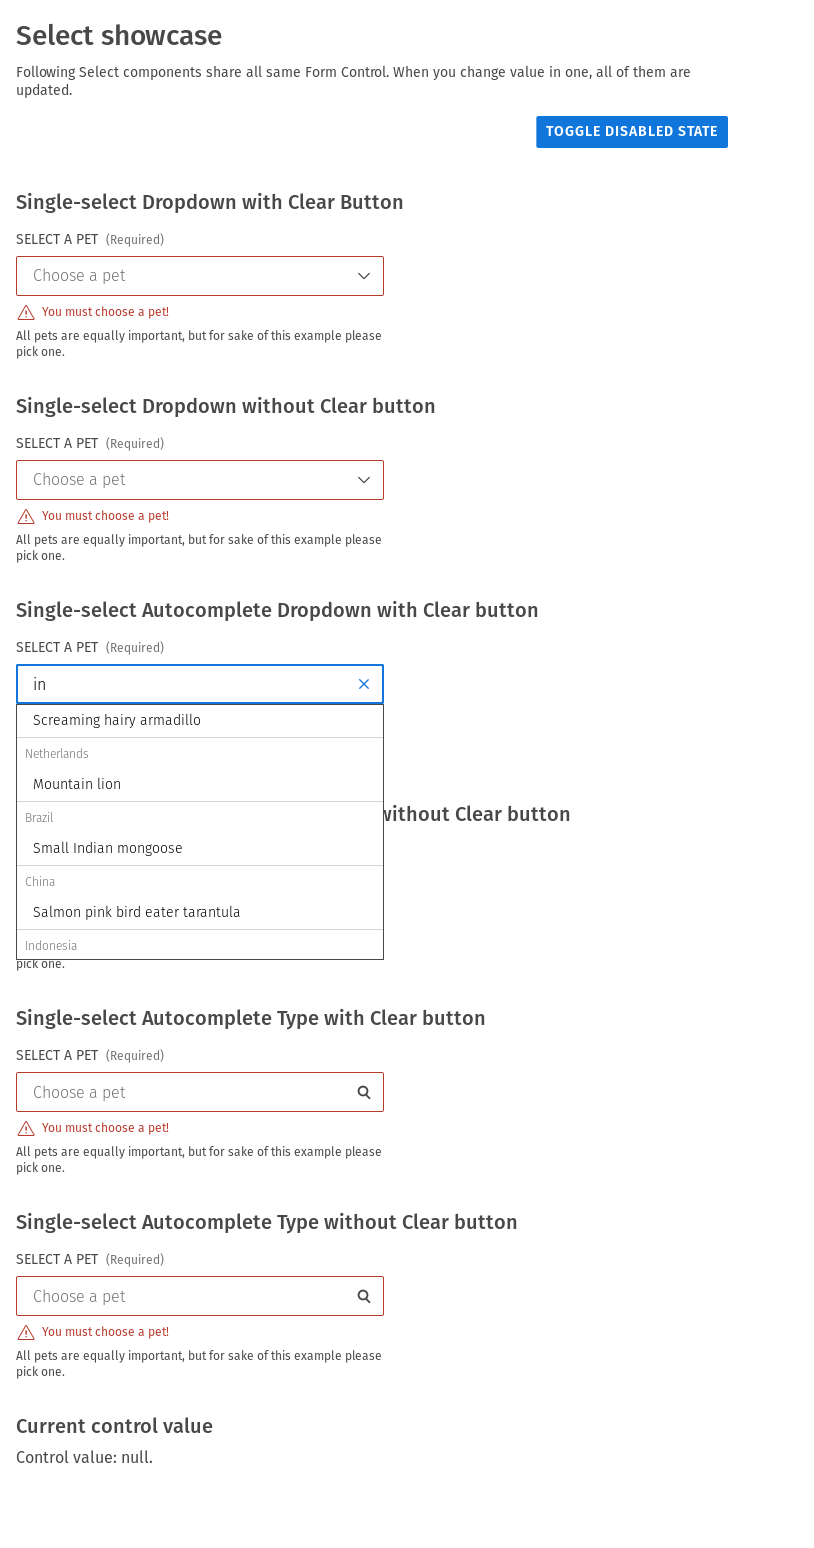 Select showcase
Following Select components share all same Form Control. When you change value in one, all of them are
updated.
TOGGLE DISABLED STATE
Single-select Dropdown with Clear Button
SELECT A PET (Required)
Choose a pet
You must choose a pet!
All pets are equally important, but for sake of this example please
pick one.
Single-select Dropdown without Clear button
SELECT A PET (Required)
Choose a pet
You must choose a pet!
All pets are equally important, but for sake of this example please
pick one.
Single-select Autocomplete Dropdown with Clear button
SELECT A PET (Required)
in
Screaming hairy armadillo
Netherlands
Mountain lion
Brazil
without Clear button
Small Indian mongoose
China
Salmon pink bird eater tarantula
Indonesia
pick one.
Single-select Autocomplete Type with Clear button
SELECT A PET (Required)
Choose a pet
You must choose a pet!
All pets are equally important, but for sake of this example please
pick one.
Single-select Autocomplete Type without Clear button
SELECT A PET (Required)
Choose a pet
You must choose a pet!
All pets are equally important, but for sake of this example please
pick one.
Current control value
Control value: null.